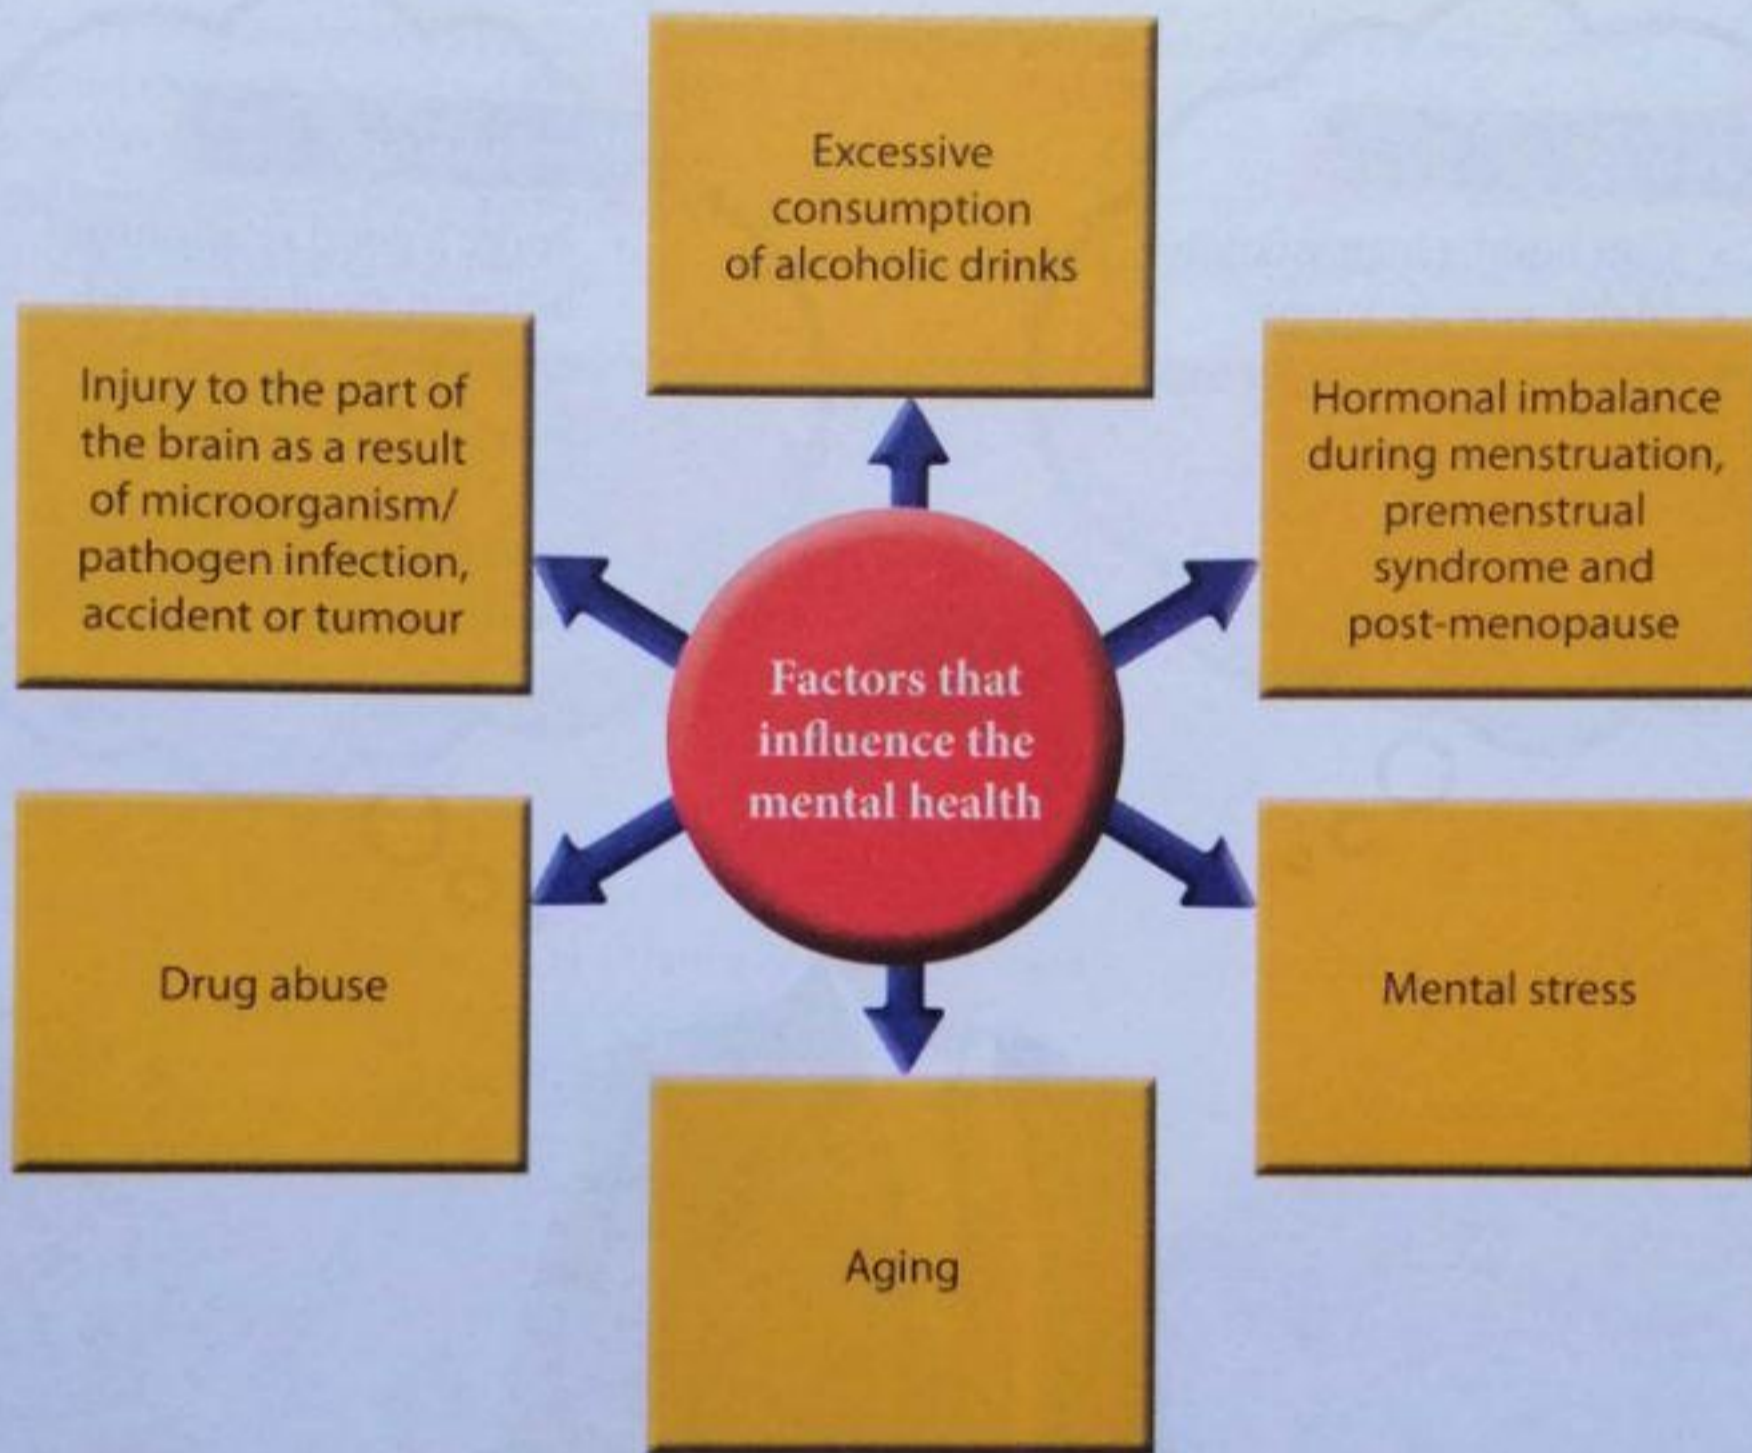 Excessive
consumption
of alcoholic drinks
Injury to the part of
the brain as a result
of microorganism/
pathogen infection,
accident or tumour
Hormonal imbalance
during menstruation,
premenstrual
syndrome and
post-menopause
Factors that
influence the
mental health
Drug abuse
Mental stress
Aging